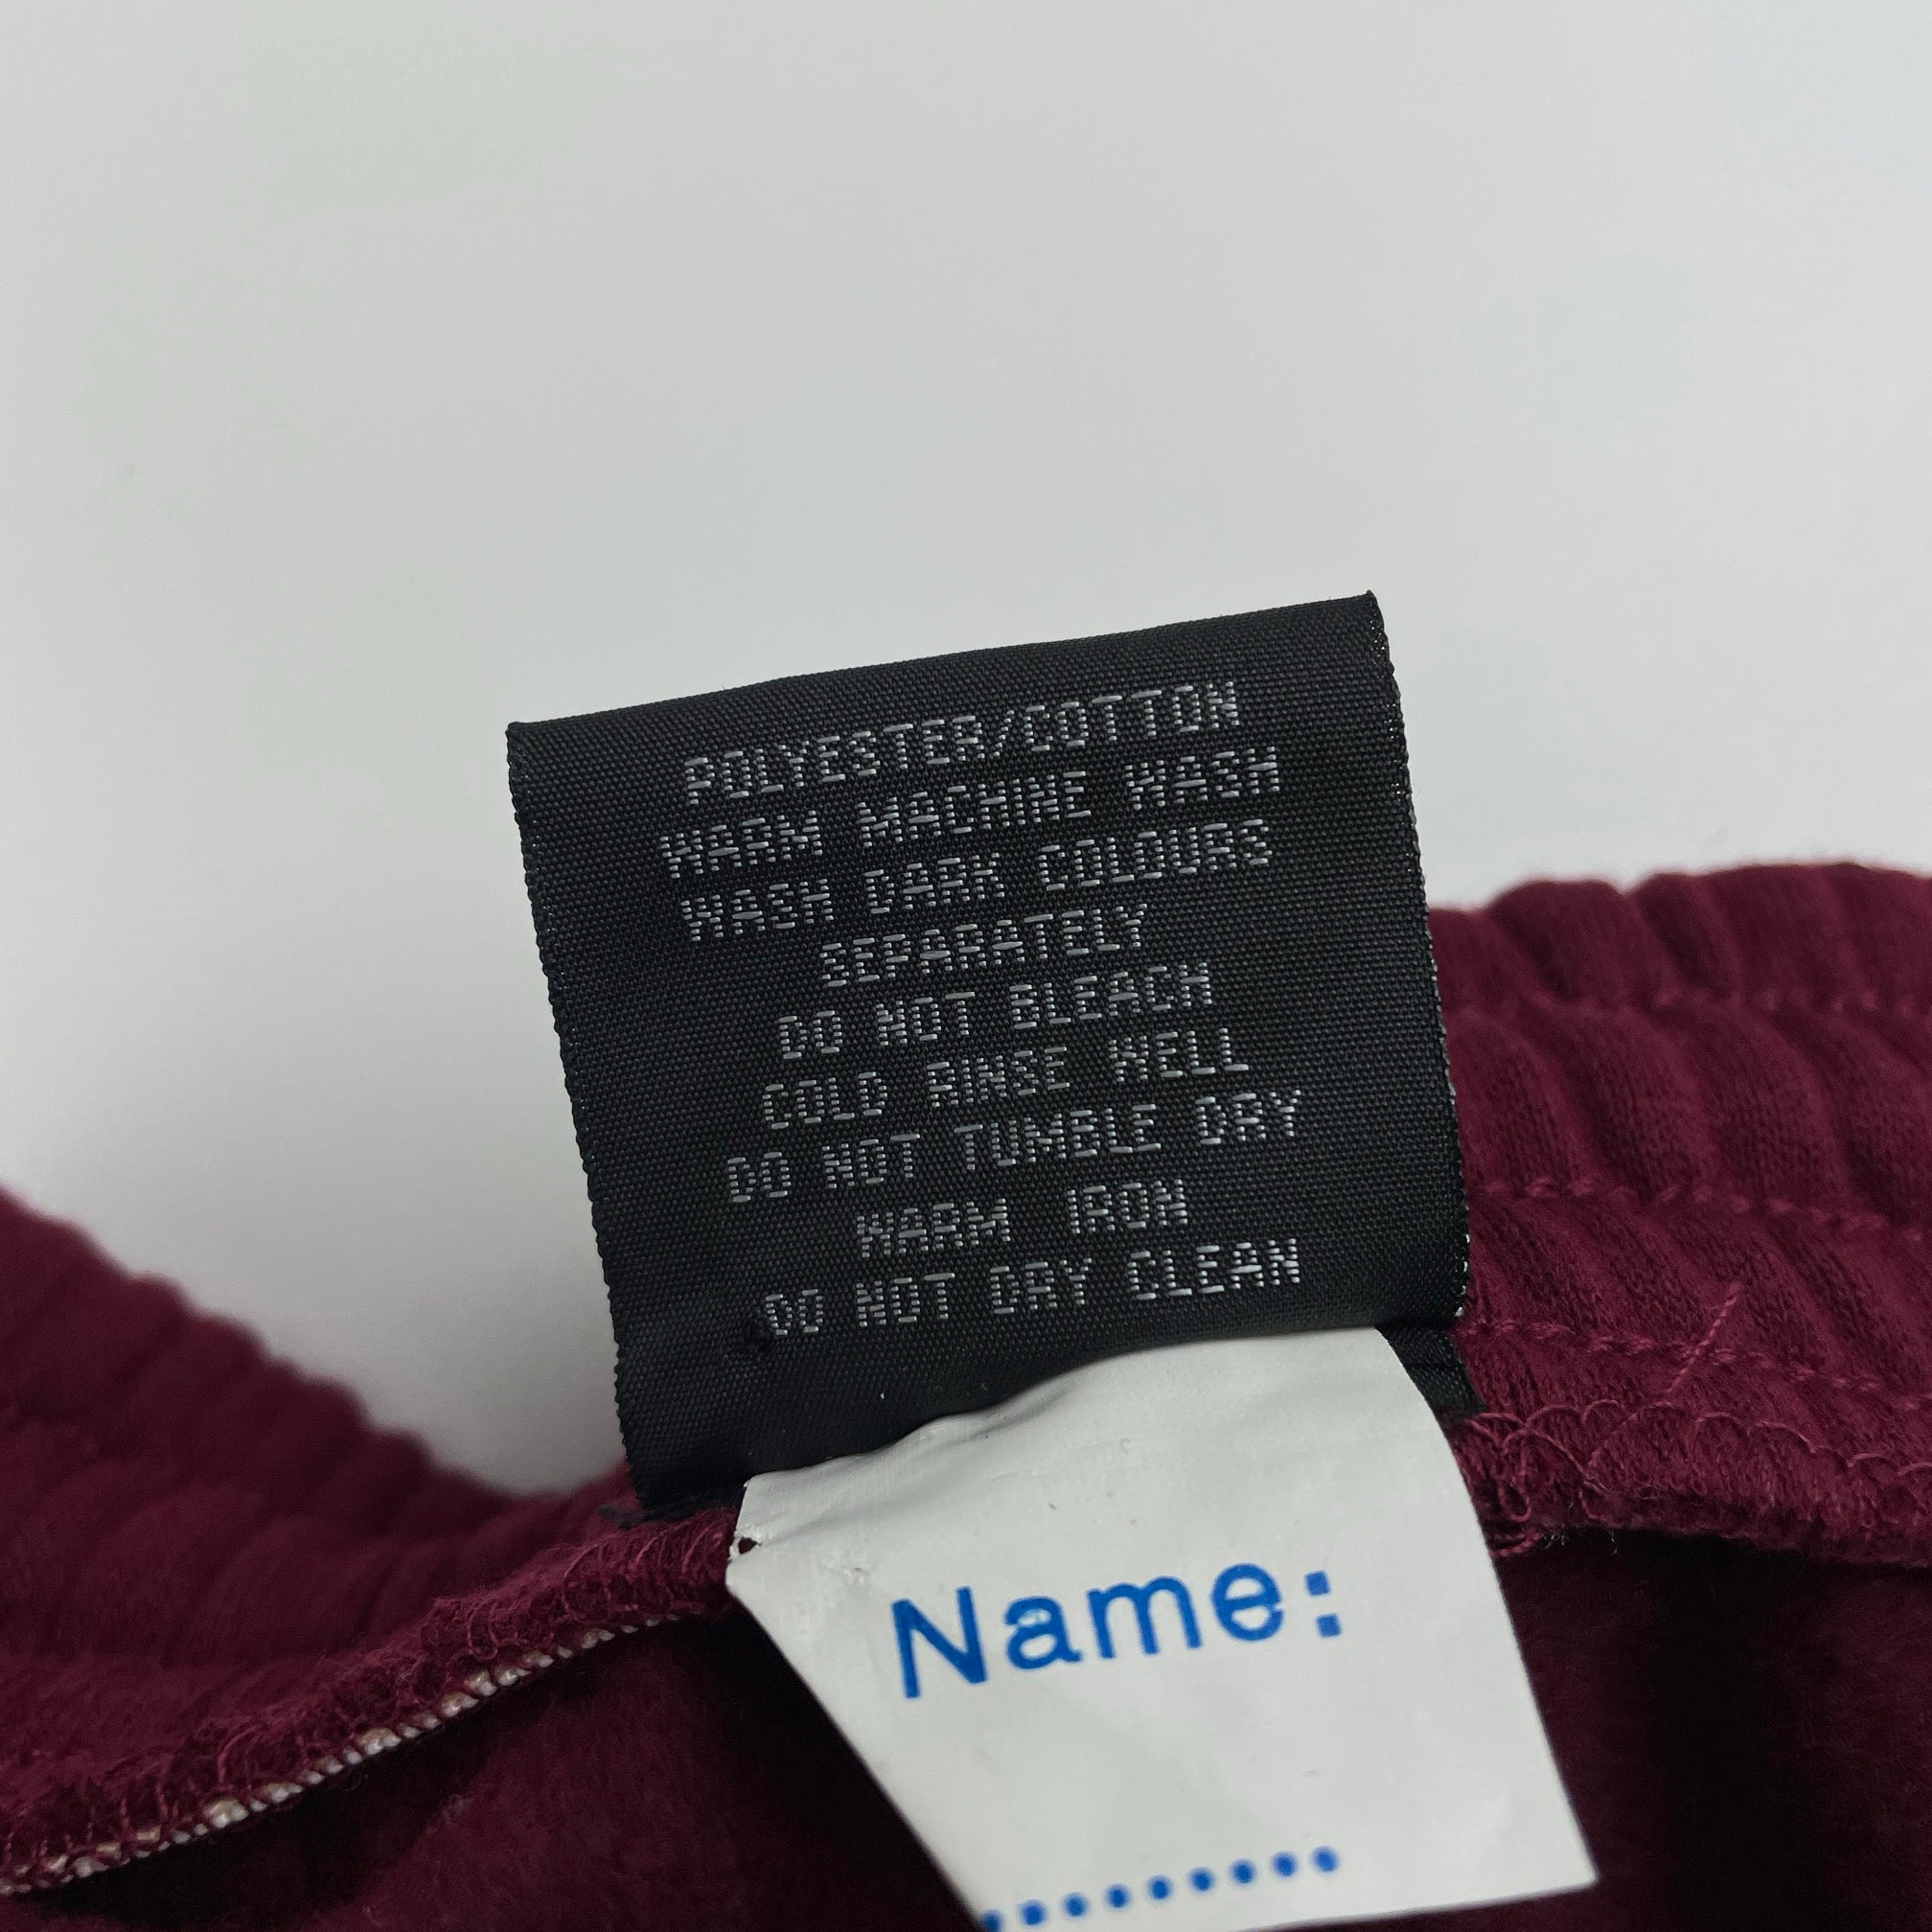 POLYESTER/COTTON
WARM MACHINE WASH
WASH DARK COLOURS
SEPARATELY
DO NOT BLEACH
COLD RINSE WELL
DO NOT TUMBLE DRY
WARM IRON
DO NOT DRY CLEAN
Name:
.........